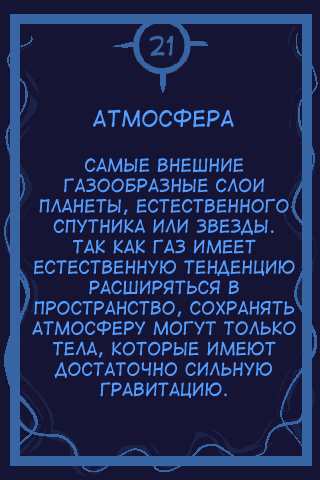 21
АТМОСФЕРА
САМЫЕ ВНЕШНИЕ
ГАЗООБРАЗНЫЕ СЛОИ
ПЛАНЕТЫ, ЕСТЕСТВЕННОГО
СПУТНИКА ИЛИ ЗВЕЗДЫ.
ТАК КАК ГАЗ ИМЕЕТ
ЕСТЕСТВЕННУЮ ТЕНДЕНЦИЮ
РАСШИРЯТЬСЯ В
ПРОСТРАНСТВО, СОХРАНЯТЬ
АТМОСФЕРУ МОГУТ ТОЛЬКО
ТЕЛА, КОТОРЫЕ ИМЕЮТ
ДОСТАТОЧНО СИЛЬНУЮ
ГРАВИТАЦИЮ.